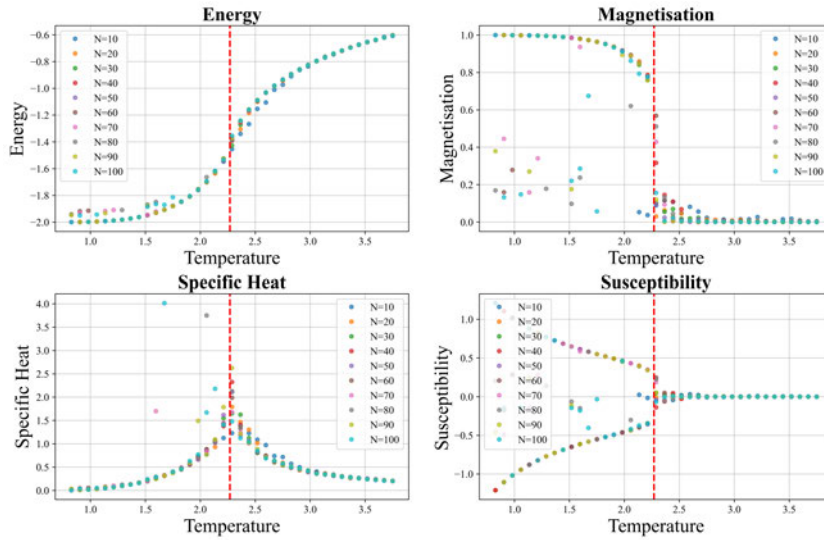 Energy
−0.6
−0.8
−1.0
−1.2
−1.4
−1.6
−1.8
−2.0
Energy
N=10
N=20
N=30
N=40
N=50
N=60
N=70
N=80
N=90
N=100
1.0 1.5 2.0 2.5 3.0 3.5
Temperature
Magnetisation
1.0
0.8
0.6
0.4
0.2
0.0
Magnetisation
N=10
N=20
N=30
N=40
N=50
N=60
N=70
N=80
N=90
N=100
1.0 1.5 2.0 2.5 3.0 3.5
Temperature
Specific Heat
4.0
3.5
3.0
2.5
2.0
1.5
1.0
0.5
0.0
Specific Heat
N=10
N=20
N=30
N=40
N=50
N=60
N=70
N=80
N=90
N=100
1.0 1.5 2.0 2.5 3.0 3.5
Temperature
Susceptibility
1.0
0.5
0.0
−0.5
−1.0
Susceptibility
N=10
N=20
N=30
N=40
N=50
N=60
N=70
N=80
N=90
N=100
1.0 1.5 2.0 2.5 3.0 3.5
Temperature